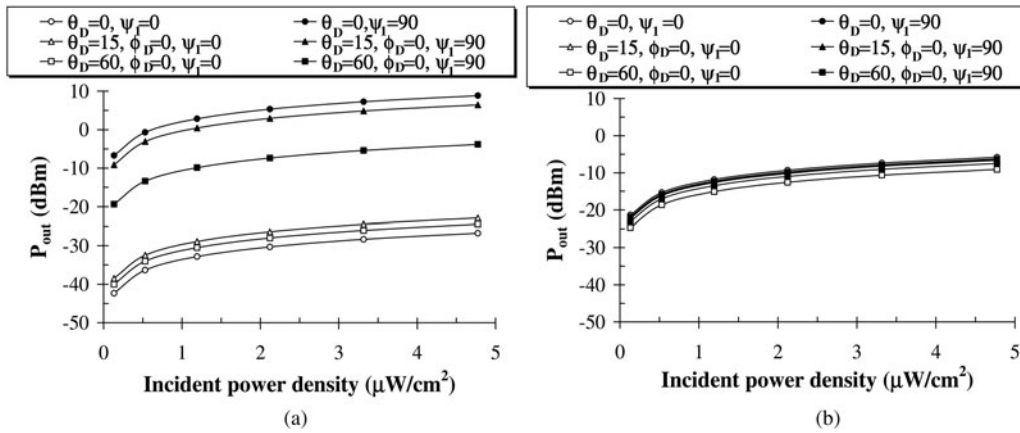 θD=0, ψI=0 θD=0,ψI=90
θD=15, ϕD=0, ψI=0 θD=15, ϕD=0, ψI=90
θD=60, ϕD=0, ψI=0 θD=60, ϕD=0, ψI=90
10
0
-10
-20
-30
-40
-50
Pout (dBm)
0 1 2 3 4 5
Incident power density (μW/cm²)
(a)
θD=0, ψI=0 θD=0, ψI=90
θD=15, ϕD=0, ψI=0 θD=15, ϕD=0, ψI=90
θD=60, ϕD=0, ψI=0 θD=60, ϕD=0, ψI=90
10
0
-10
-20
-30
-40
-50
Pout (dBm)
0 1 2 3 4 5
Incident power density (μW/cm²)
(b)